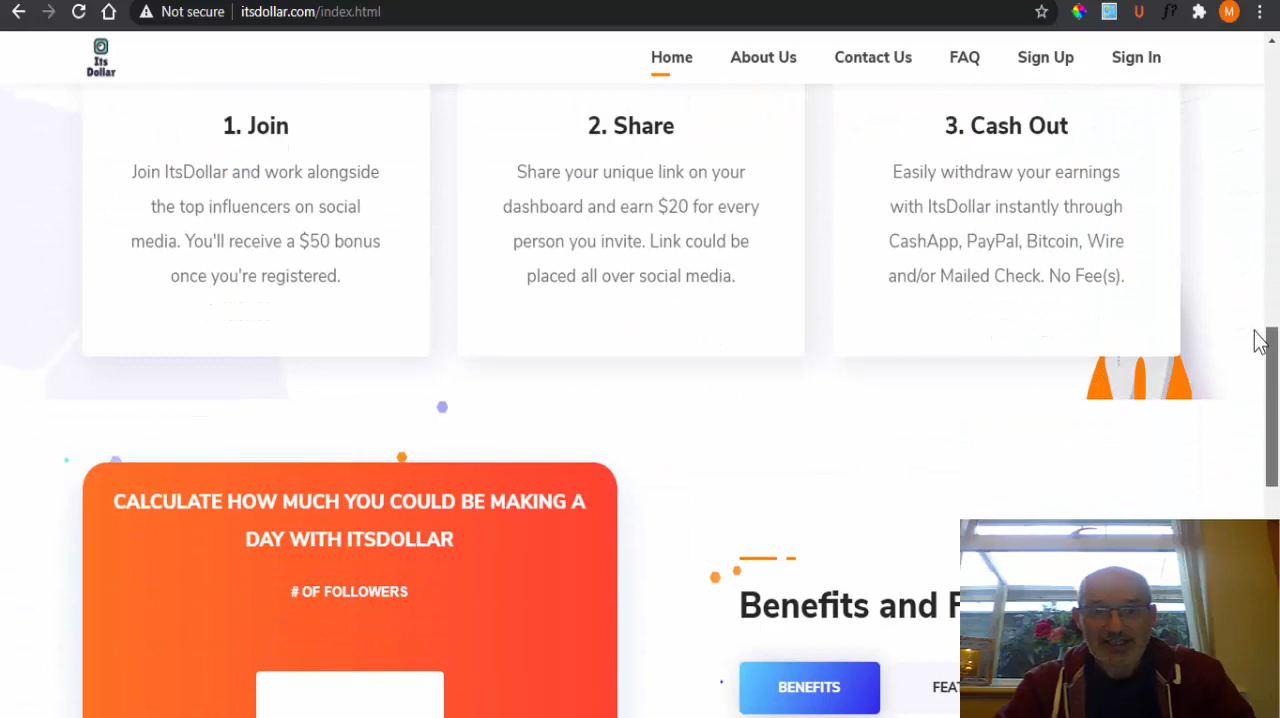 Not secure
itsdollar.com/index.html
U
f?
M
Its
Dollar
Home
About Us
Contact Us
FAQ
Sign Up
Sign In
1. Join
Join ItsDollar and work alongside
the top influencers on social
media. You'll receive a $50 bonus
once you're registered.
2. Share
Share your unique link on your
dashboard and earn $20 for every
person you invite. Link could be
placed all over social media.
3. Cash Out
Easily withdraw your earnings
with ItsDollar instantly through
CashApp, PayPal, Bitcoin, Wire
and/or Mailed Check. No Fee(s).
CALCULATE HOW MUCH YOU COULD BE MAKING A
DAY WITH ITSDOLLAR
# OF FOLLOWERS
Benefits and F
BENEFITS
FEA